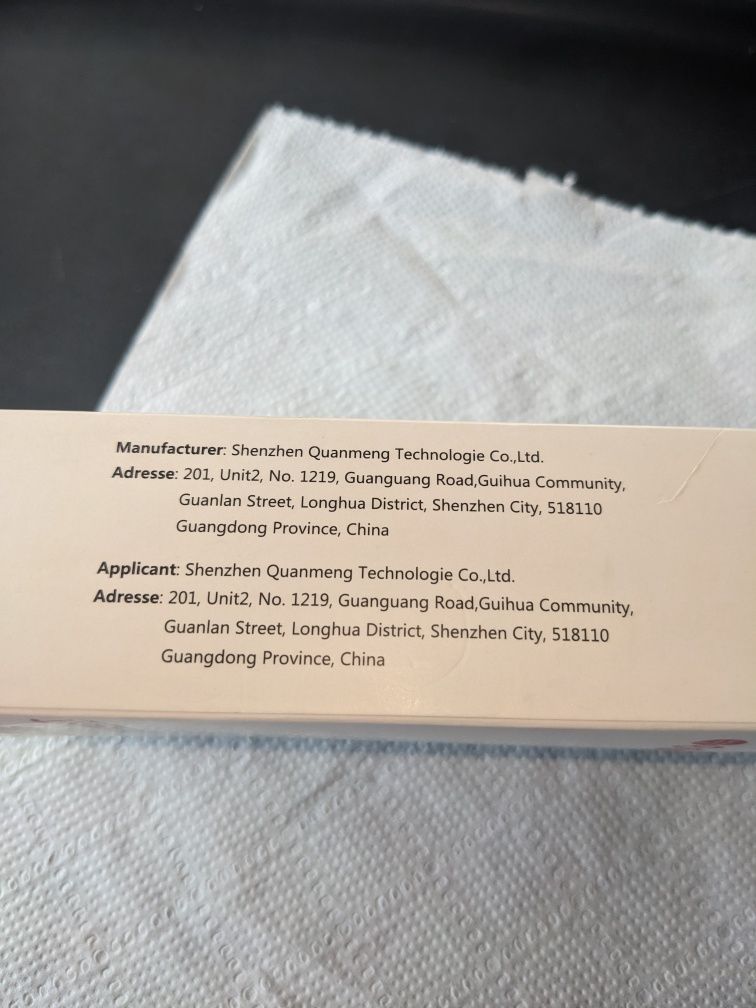 Manufacturer: Shenzhen Quanmeng Technologie Co.,Ltd.
Adresse: 201, Unit2, No. 1219, Guanguang Road,Guihua Community,
Guanlan Street, Longhua District, Shenzhen City, 518110
Guangdong Province, China
Applicant: Shenzhen Quanmeng Technologie Co.,Ltd.
Adresse: 201, Unit2, No. 1219, Guanguang Road,Guihua Community,
Guanlan Street, Longhua District, Shenzhen City, 518110
Guangdong Province, China